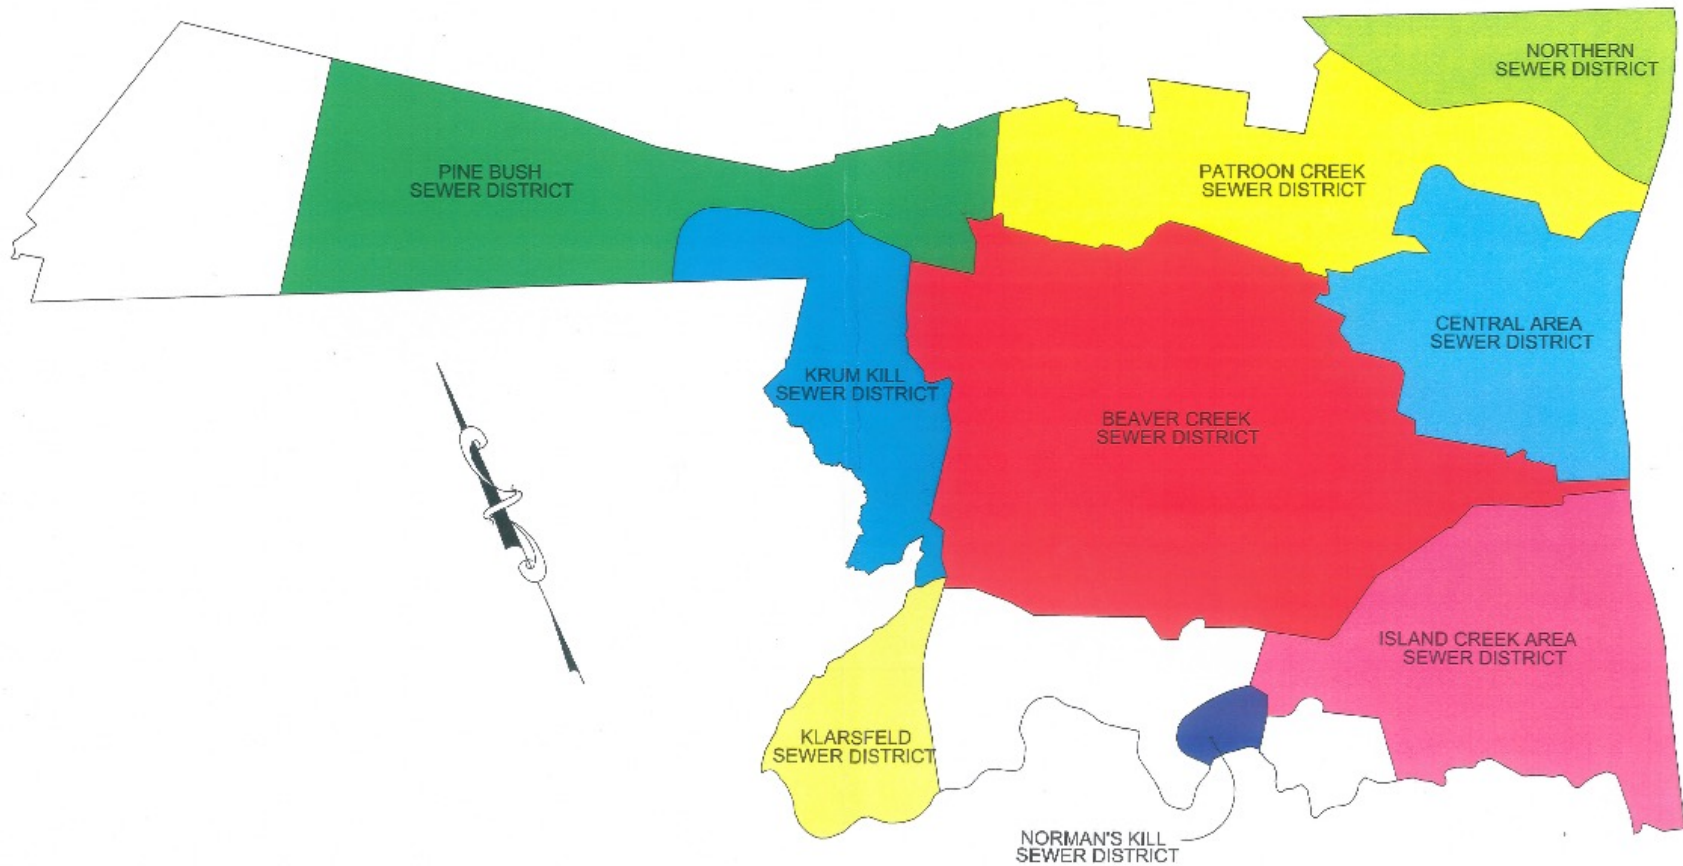 NORTHERN
SEWER DISTRICT
PINE BUSH
SEWER DISTRICT
PATROON CREEK
SEWER DISTRICT
CENTRAL AREA
SEWER DISTRICT
KRUM KILL
SEWER DISTRICT
BEAVER CREEK
SEWER DISTRICT
ISLAND CREEK AREA
SEWER DISTRICT
KLARSFELD
SEWER DISTRICT
NORMAN'S KILL
SEWER DISTRICT